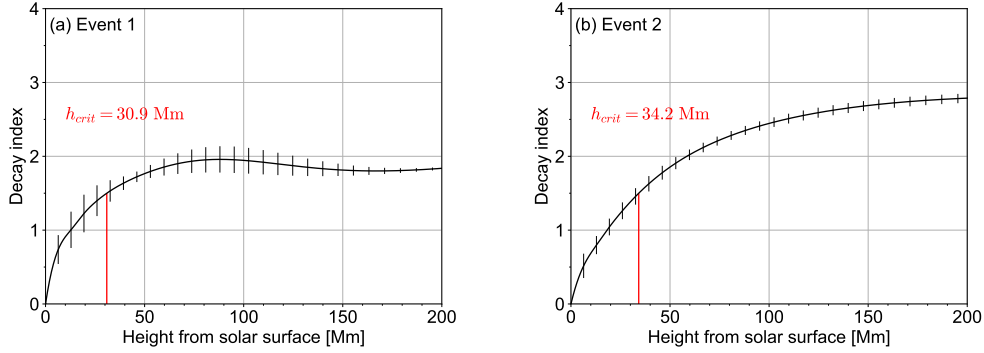 (a) Event 1
h_crit = 30.9 Mm
Decay index
4
3
2
1
0
0 50 100 150 200
Height from solar surface [Mm]
(b) Event 2
h_crit = 34.2 Mm
Decay index
4
3
2
1
0
0 50 100 150 200
Height from solar surface [Mm]